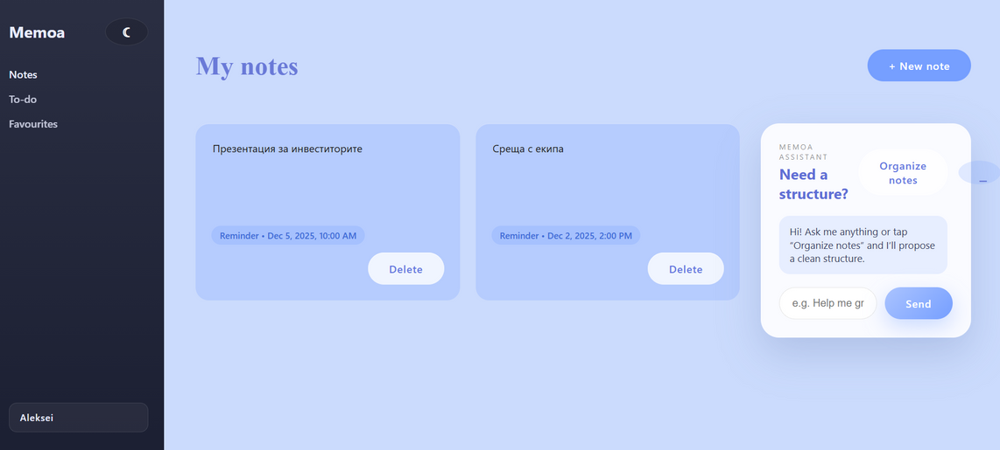 Memoa
Notes
To-do
Favourites
Aleksei
My notes
+ New note
Презентация за инвеститорите
Reminder • Dec 5, 2025, 10:00 AM
Delete
Среща с екипа
Reminder • Dec 2, 2025, 2:00 PM
Delete
MEMOA
ASSISTANT
Need a
structure?
Organize
notes
_
Hi! Ask me anything or tap
“Organize notes” and I’ll propose
a clean structure.
e.g. Help me gr
Send